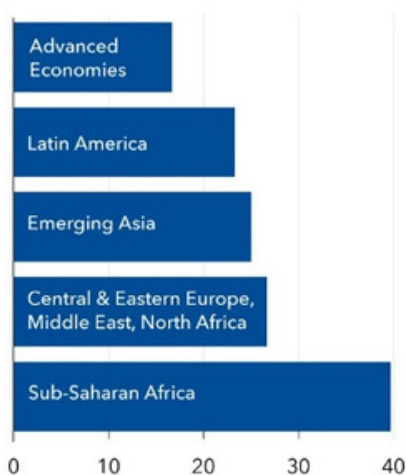 Advanced
Economies
Latin America
Emerging Asia
Central & Eastern Europe,
Middle East, North Africa
Sub-Saharan Africa
0 10 20 30 40